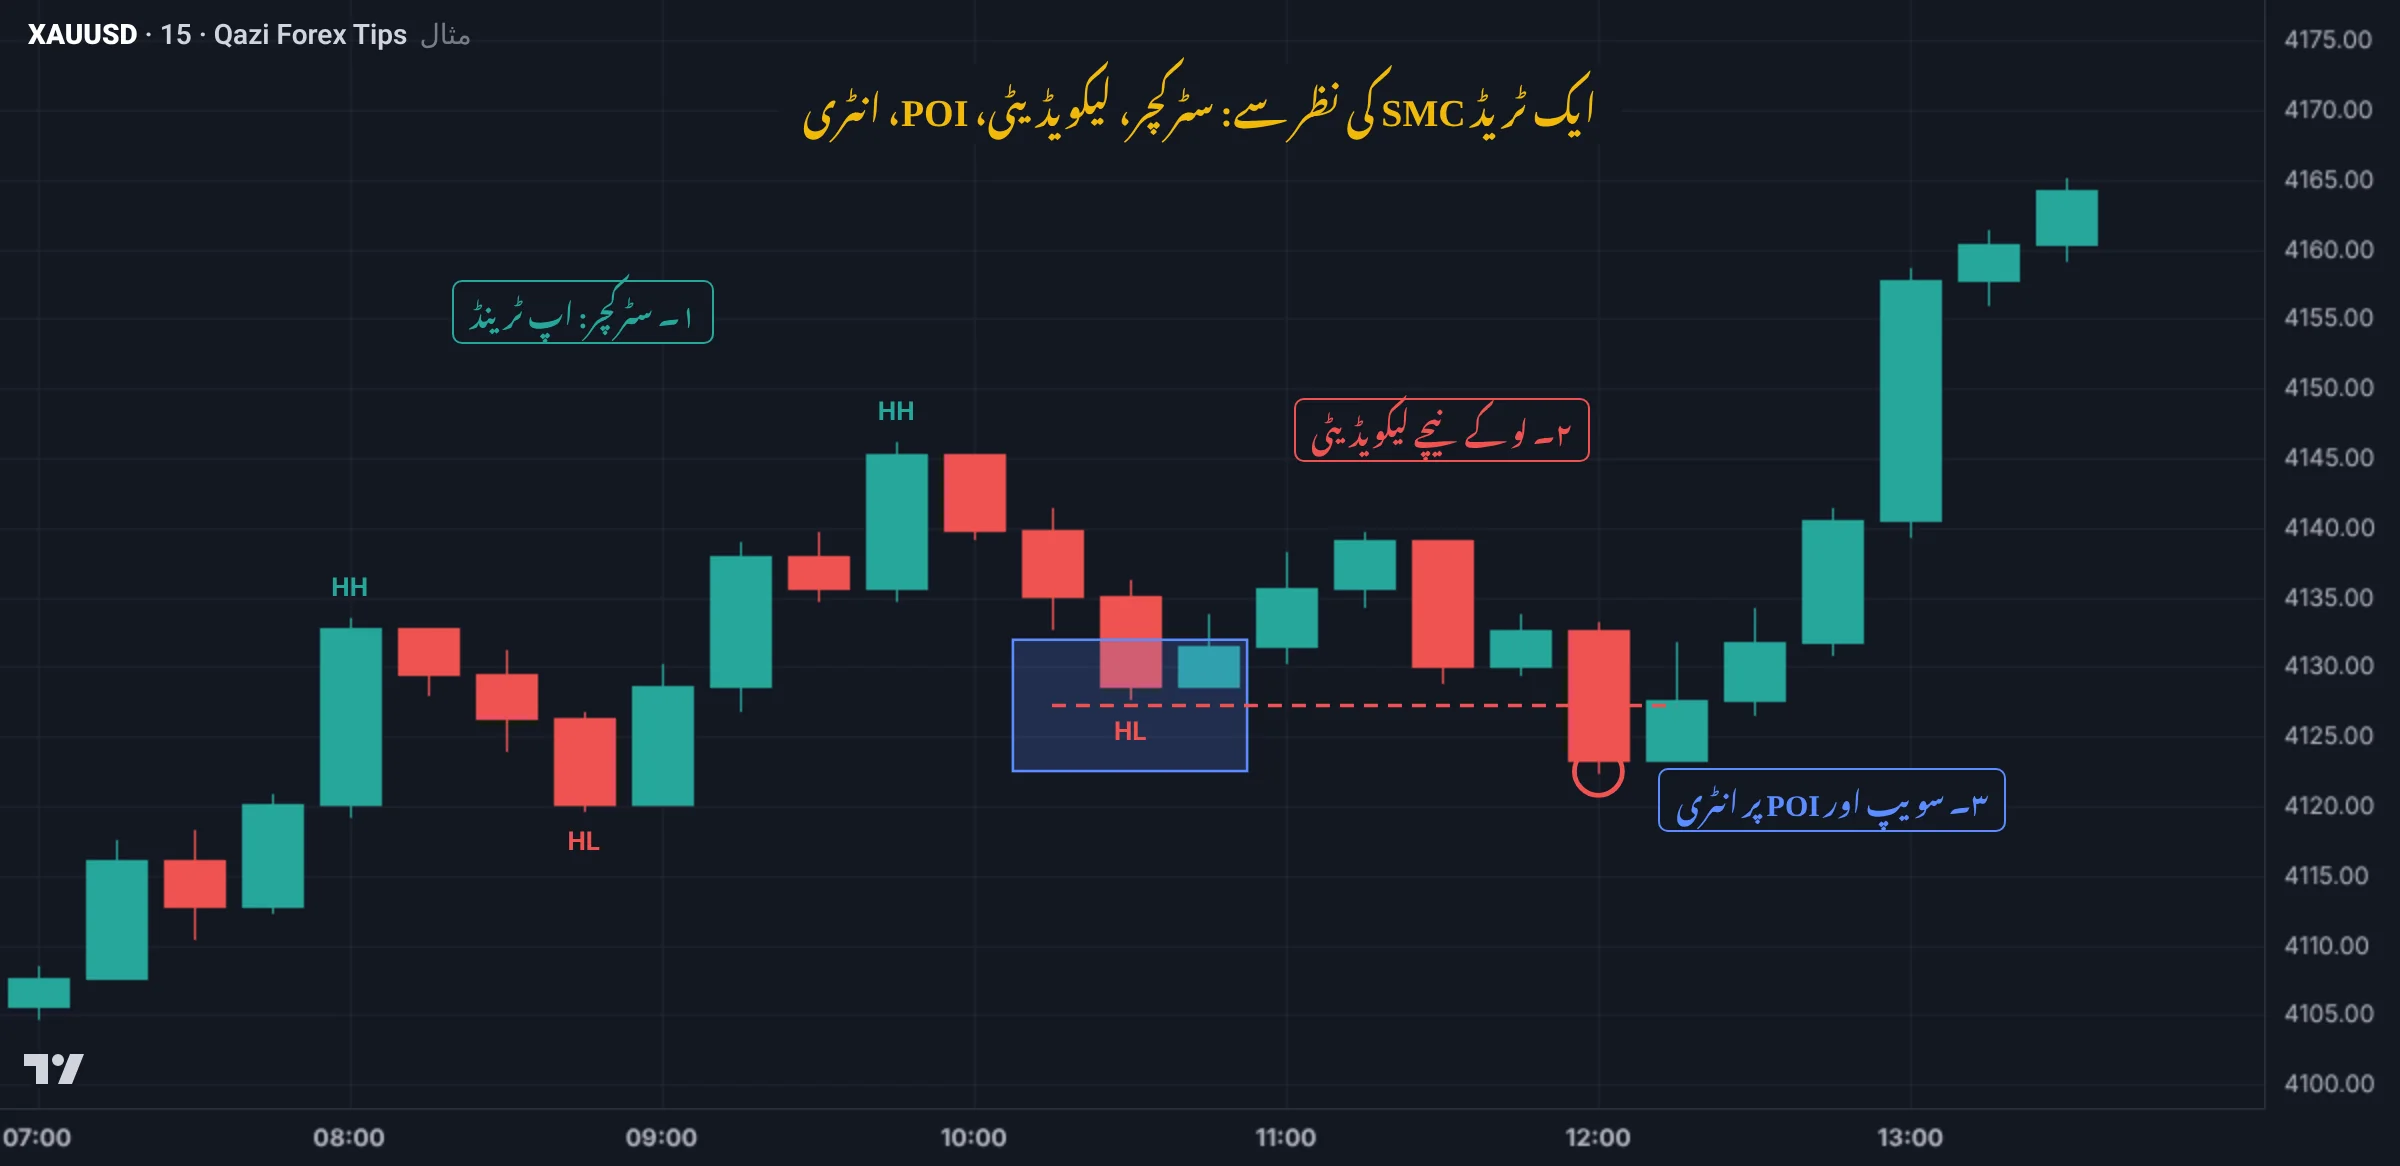 XAUUSD · 15 · Qazi Forex Tips مثال
ایک ٹریڈ SMC کی نظر سے: سٹرکچر، لیکویڈیٹی، POI، انٹری
۱۔ سٹرکچر: اپ ٹرینڈ
۲۔ لو کے نیچے لیکویڈیٹی
HH
HH
HL
HL
۳۔ سویپ اور POI پر انٹری
4175.00
4170.00
4165.00
4160.00
4155.00
4150.00
4145.00
4140.00
4135.00
4130.00
4125.00
4120.00
4115.00
4110.00
4105.00
4100.00
07:00 08:00 09:00 10:00 11:00 12:00 13:00